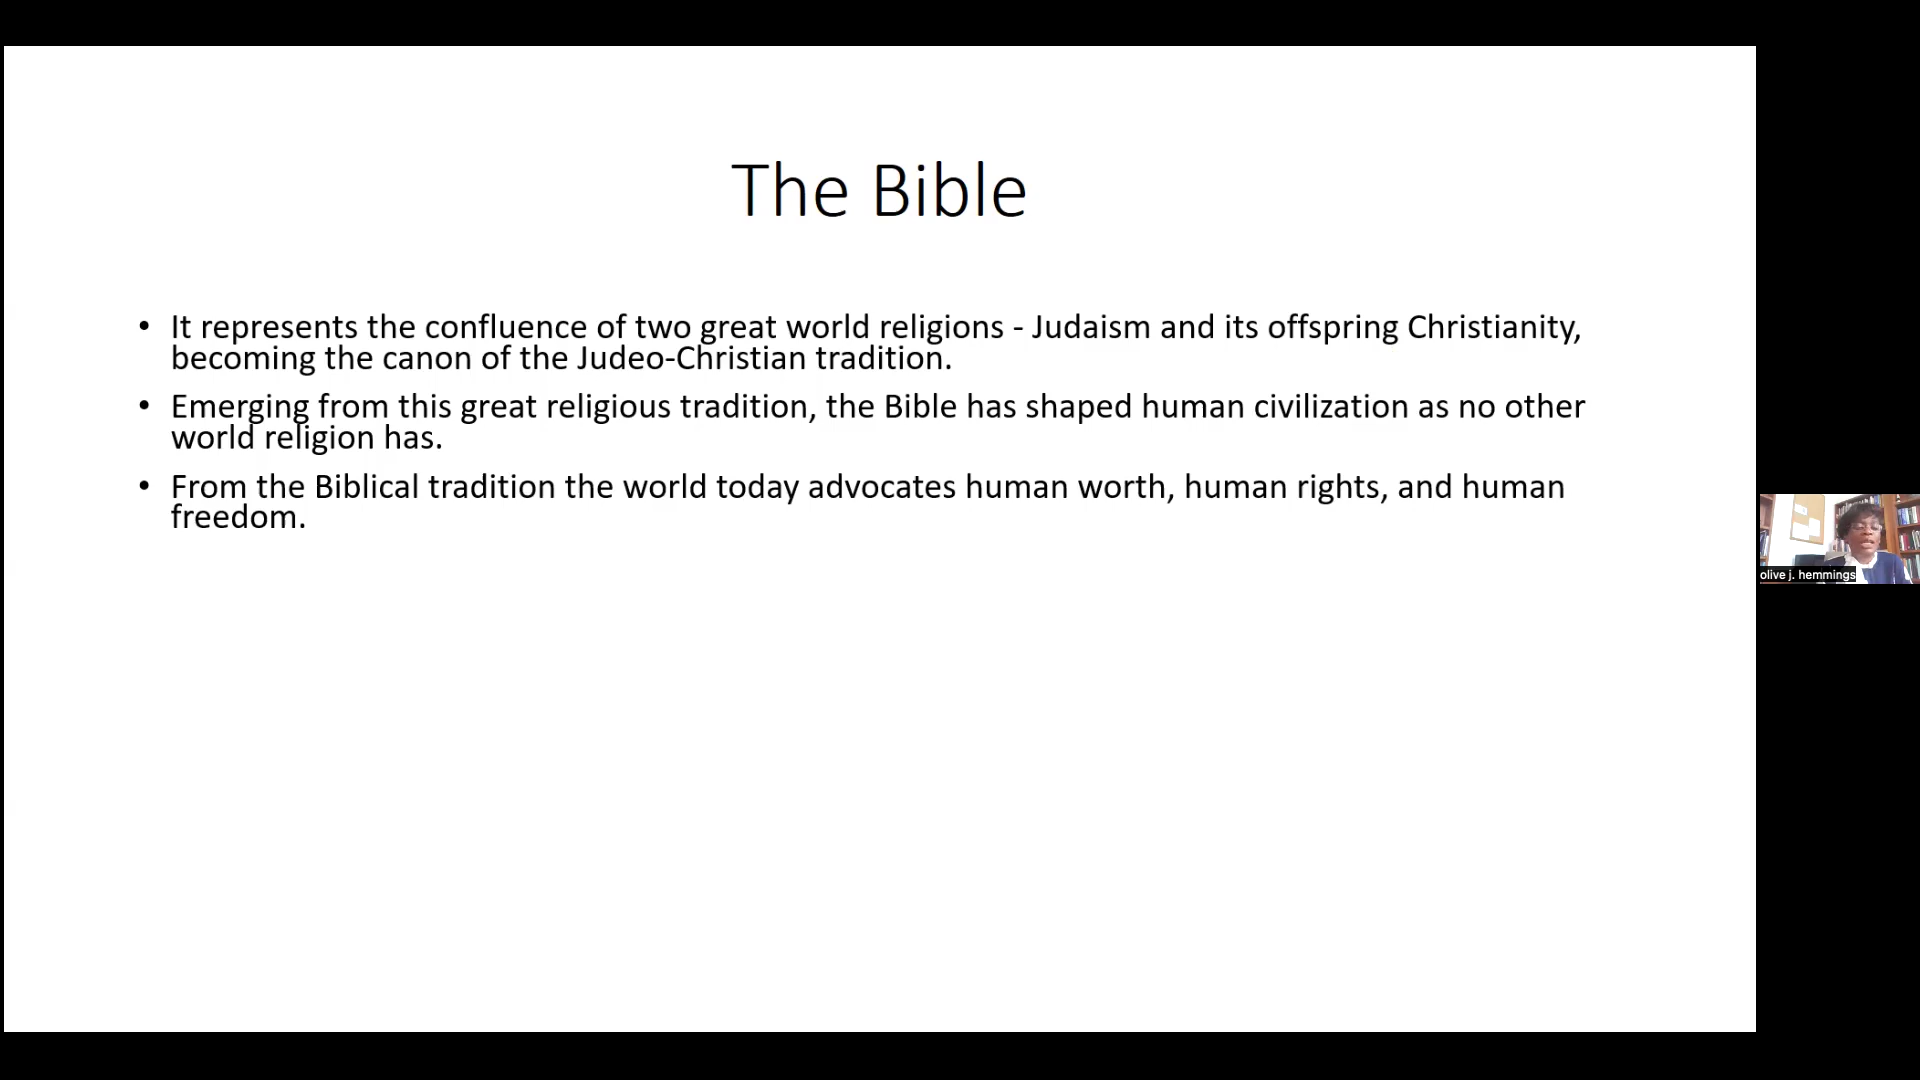 The Bible
• It represents the confluence of two great world religions - Judaism and its offspring Christianity,
becoming the canon of the Judeo-Christian tradition.
• Emerging from this great religious tradition, the Bible has shaped human civilization as no other
world religion has.
• From the Biblical tradition the world today advocates human worth, human rights, and human
freedom.
olive j. hemmings